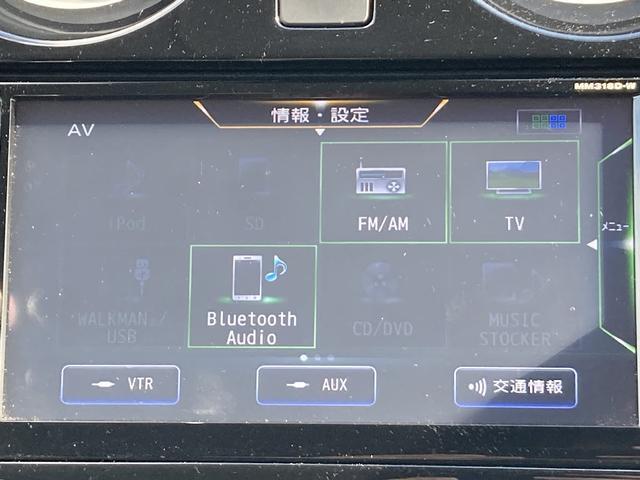 MM316D-W
情報・設定
AV
iPod
SD
FM/AM
TV
メニュー
WALKMAN®/
USB
Bluetooth
Audio
CD/DVD
MUSIC
STOCKER
VTR
AUX
交通情報